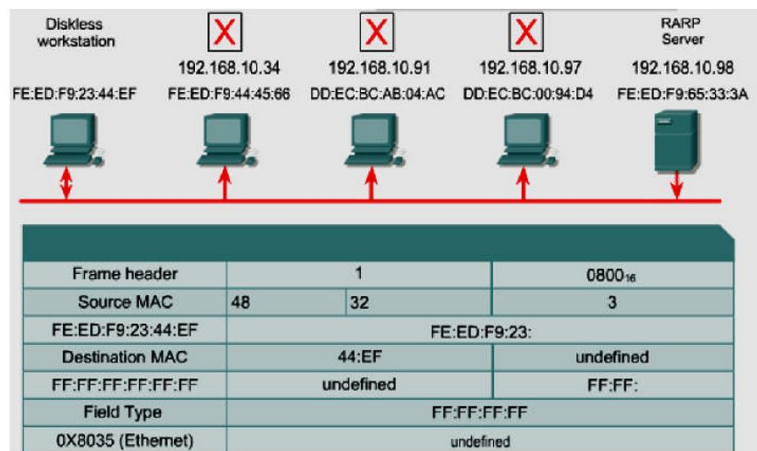 Diskless
workstation
X
X
X
RARP
Server
192.168.10.34
192.168.10.91
192.168.10.97
192.168.10.98
FE:ED:F9:23:44:EF
FE:ED:F9:44:45:66
DD:EC:BC:AB:04:AC
DD:EC:BC:00:94:D4
FE:ED:F9:65:33:3A
Frame header 1 0800₁₆
Source MAC 48 32 3
FE:ED:F9:23:44:EF FE:ED:F9:23:
Destination MAC 44:EF undefined
FF:FF:FF:FF:FF:FF undefined FF:FF:
Field Type FF:FF:FF:FF
0X8035 (Ethernet) undefined